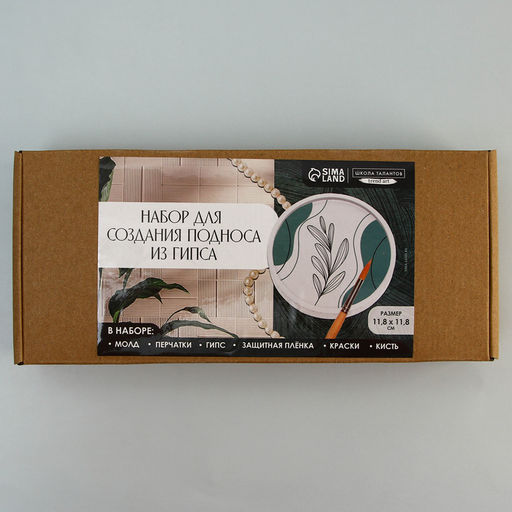 SIMA
LAND
ШКОЛА ТАЛАНТОВ
trend art
НАБОР ДЛЯ
СОЗДАНИЯ ПОДНОСА
ИЗ ГИПСА
РАЗМЕР
11,8 х 11,8
СМ
В НАБОРЕ:
• МОЛД • ПЕРЧАТКИ • ГИПС • ЗАЩИТНАЯ ПЛЁНКА • КРАСКИ • КИСТЬ